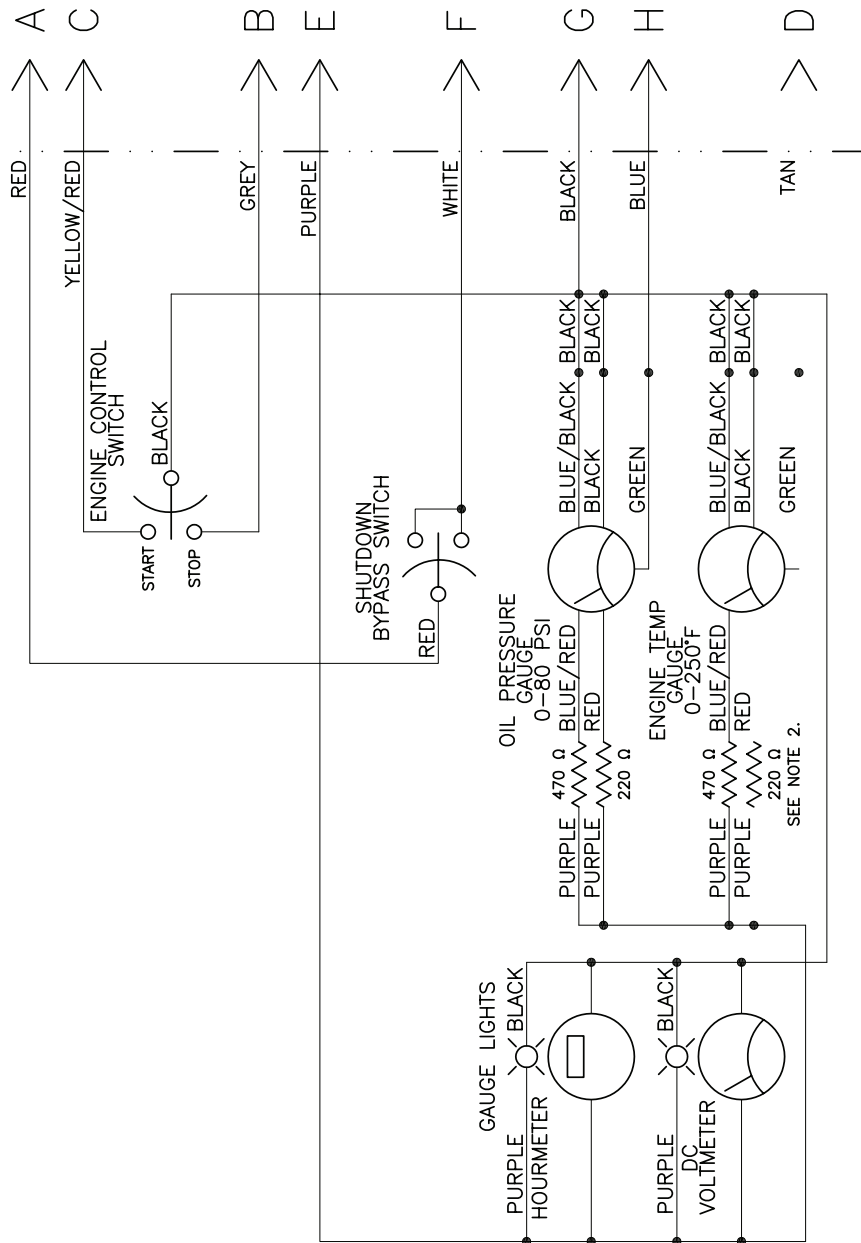 A
C
B
E
F
G
H
D
RED
YELLOW/RED
GREY
PURPLE
WHITE
BLACK
BLUE
TAN
ENGINE CONTROL
SWITCH
BLACK
START
STOP
SHUTDOWN
BYPASS SWITCH
RED
BLACK
BLACK
BLUE/BLACK
BLACK
GREEN
BLACK
BLACK
BLUE/BLACK
BLACK
GREEN
OIL PRESSURE
GAUGE
0-80 PSI
BLUE/RED
RED
470 Ω
220 Ω
PURPLE
PURPLE
ENGINE TEMP
GAUGE
0-250°F
BLUE/RED
RED
470 Ω
220 Ω
SEE NOTE 2.
PURPLE
PURPLE
GAUGE LIGHTS
BLACK
PURPLE
HOURMETER
BLACK
PURPLE
DC
VOLTMETER